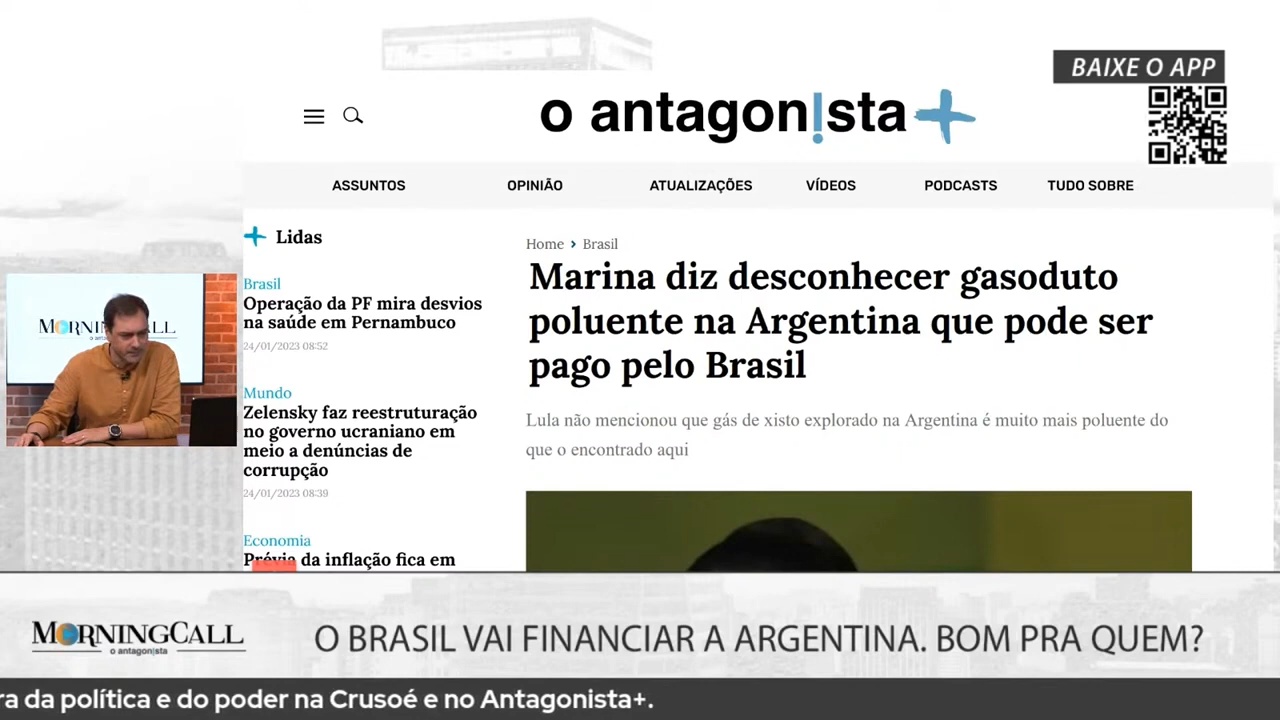 BAIXE O APP
o antagon!sta+
ASSUNTOS OPINIÃO ATUALIZAÇÕES VÍDEOS PODCASTS TUDO SOBRE
+ Lidas
Brasil
Operação da PF mira desvios
na saúde em Pernambuco
24/01/2023 08:52
Mundo
Zelensky faz reestruturação
no governo ucraniano em
meio a denúncias de
corrupção
24/01/2023 08:39
Economia
Prévia da inflação fica em
Home › Brasil
Marina diz desconhecer gasoduto
poluente na Argentina que pode ser
pago pelo Brasil
Lula não mencionou que gás de xisto explorado na Argentina é muito mais poluente do
que o encontrado aqui
MORNINGCALL
MORNINGCALL
o antagon!sta
O BRASIL VAI FINANCIAR A ARGENTINA. BOM PRA QUEM?
ra da política e do poder na Crusoé e no Antagonista+.